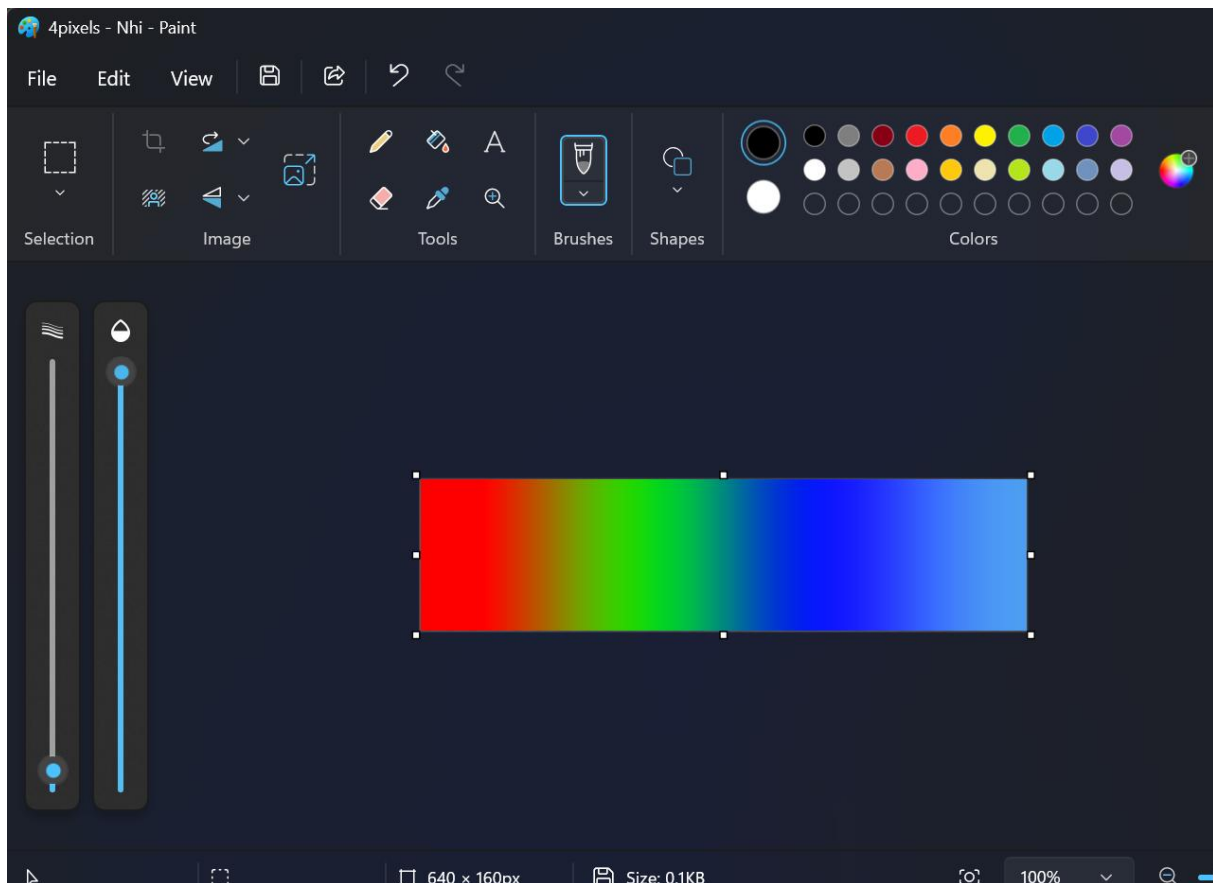 4pixels - Nhi - Paint
File Edit View
A
Selection Image Tools Brushes Shapes Colors
640 × 160px Size: 0.1KB 100%